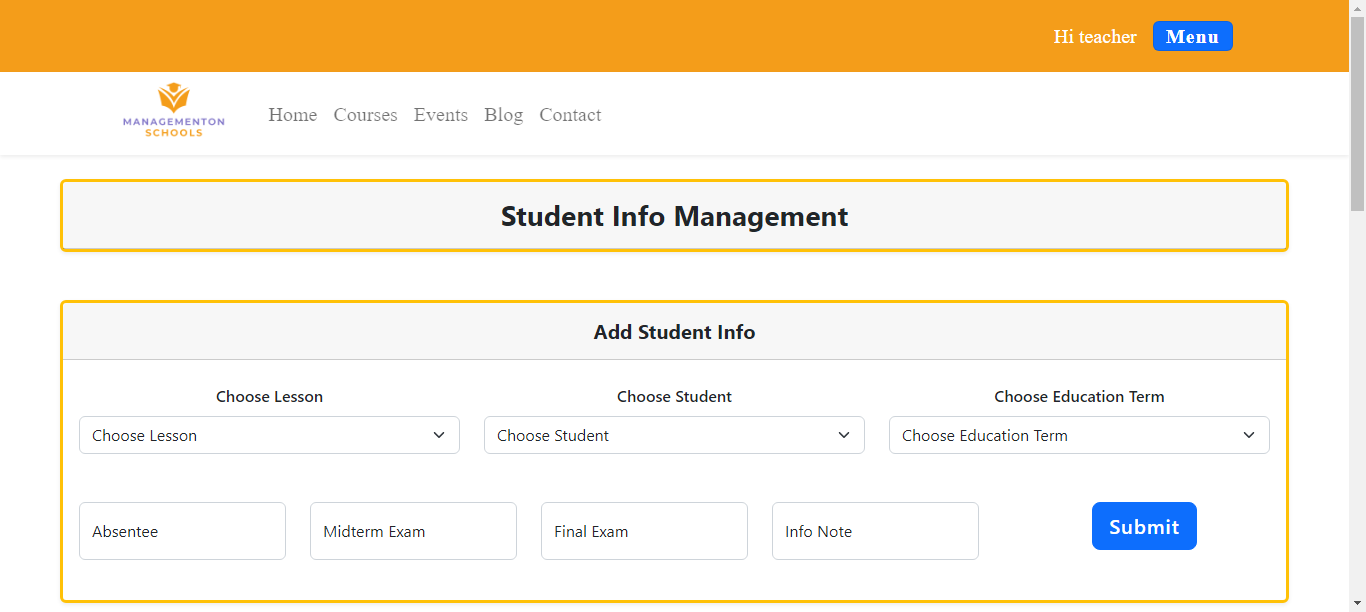 Hi teacher Menu
MANAGEMENTON
SCHOOLS
Home Courses Events Blog Contact
Student Info Management
Add Student Info
Choose Lesson Choose Student Choose Education Term
Choose Lesson Choose Student Choose Education Term
Absentee Midterm Exam Final Exam Info Note Submit